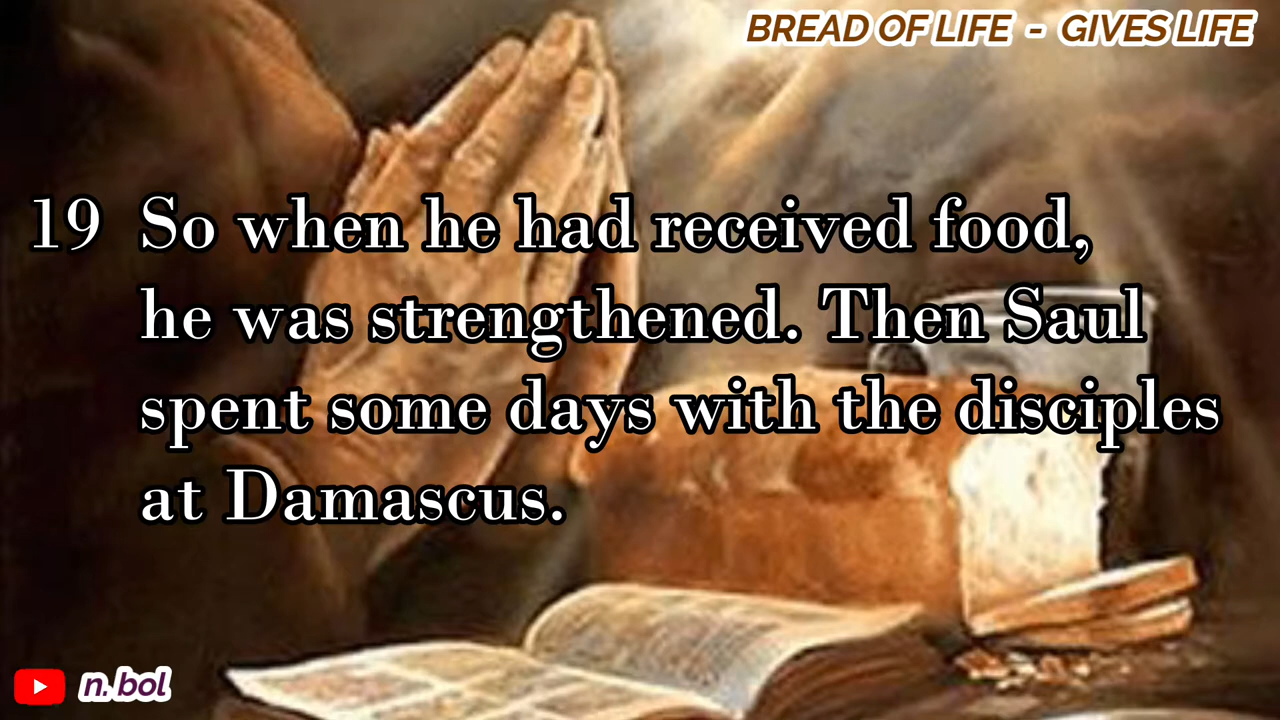 BREAD OF LIFE - GIVES LIFE
19 So when he had received food,
he was strengthened. Then Saul
spent some days with the disciples
at Damascus.
n. bol